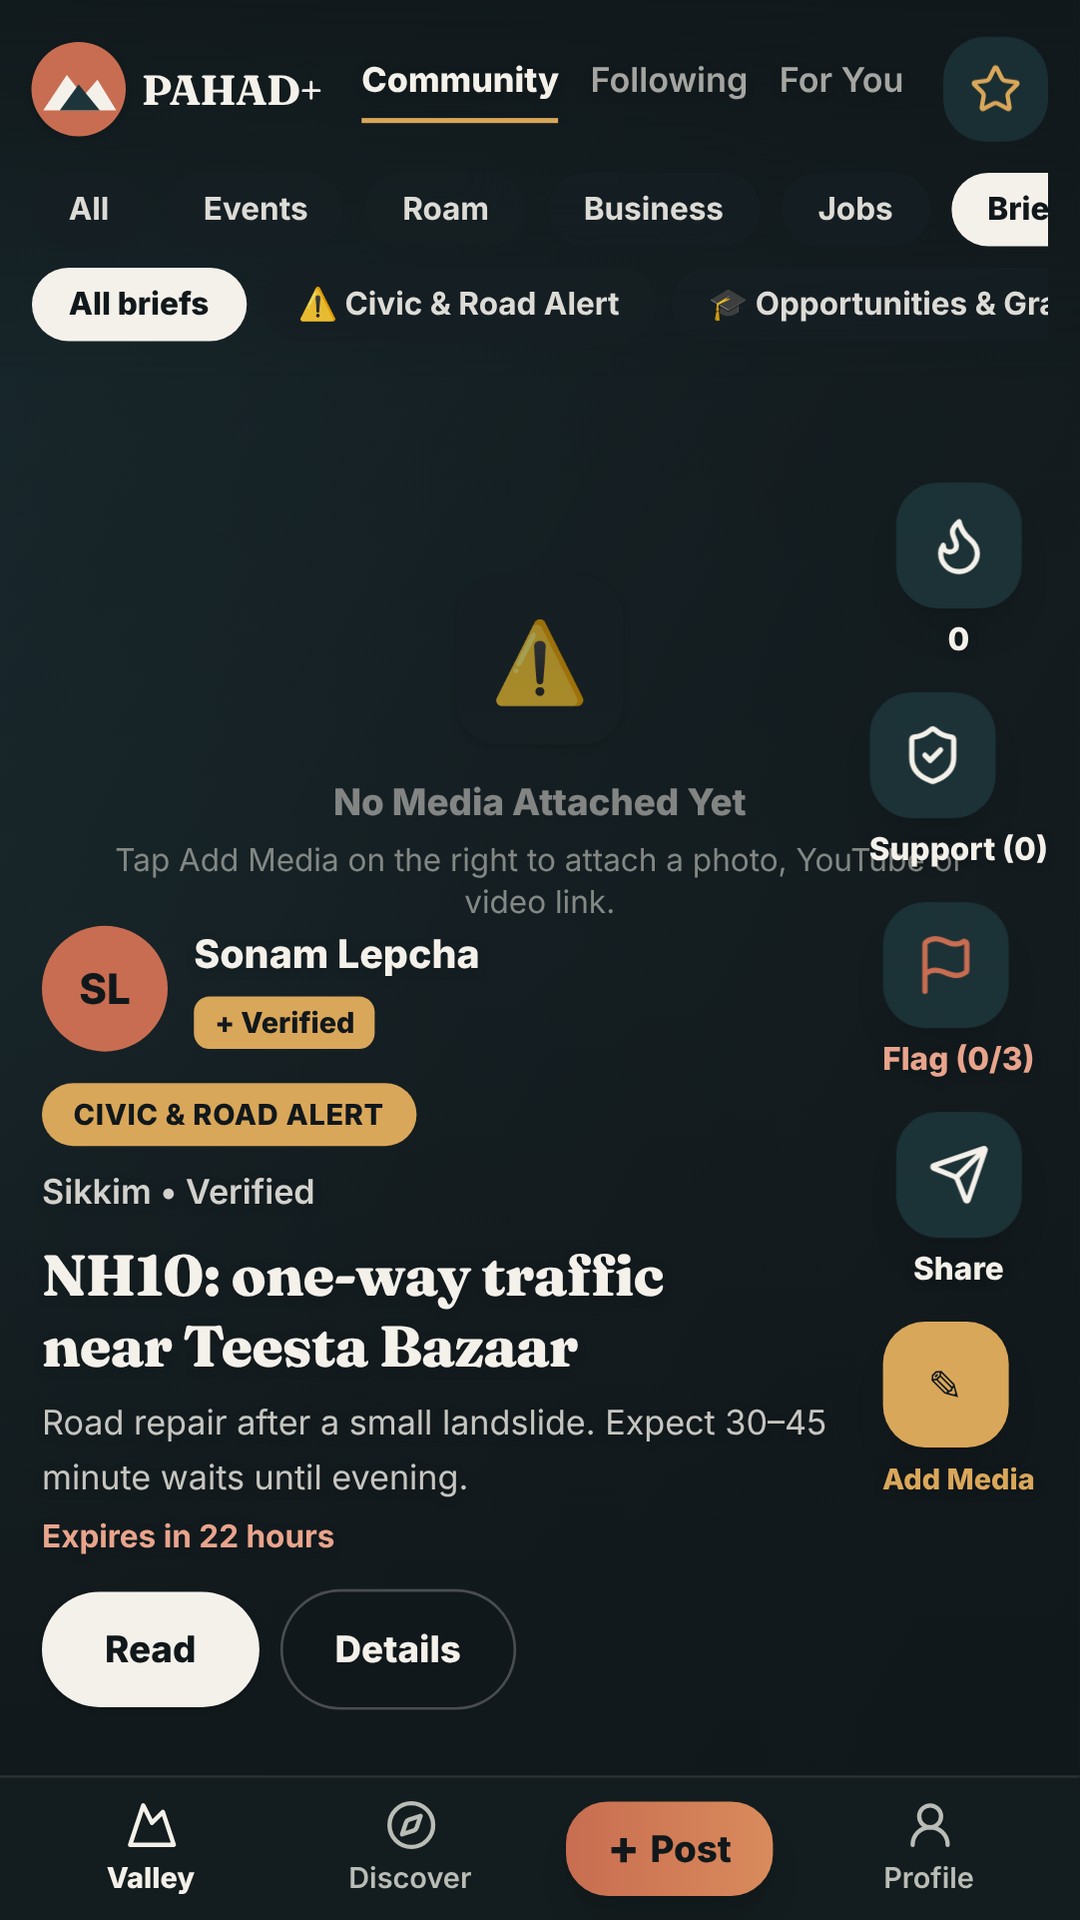 PAHAD+
Community
Following
For You
All
Events
Roam
Business
Jobs
Brie
All briefs
Civic & Road Alert
Opportunities & Gra
0
No Media Attached Yet
Tap Add Media on the right to attach a photo, YouTube or
video link.
Support (0)
SL
Sonam Lepcha
+ Verified
Flag (0/3)
CIVIC & ROAD ALERT
Sikkim • Verified
Share
NH10: one-way traffic
near Teesta Bazaar
Road repair after a small landslide. Expect 30–45
minute waits until evening.
Add Media
Expires in 22 hours
Read
Details
Valley
Discover
+ Post
Profile